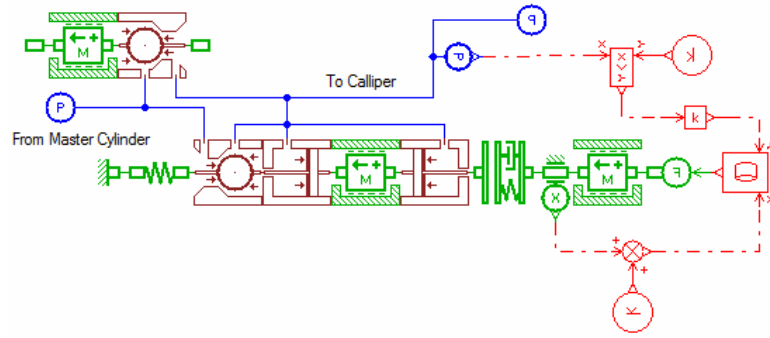 M
P
P
k
x
y
x
<
y
To Calliper
P
k
From Master Cylinder
M
M
F
x
X
+
+
x
K